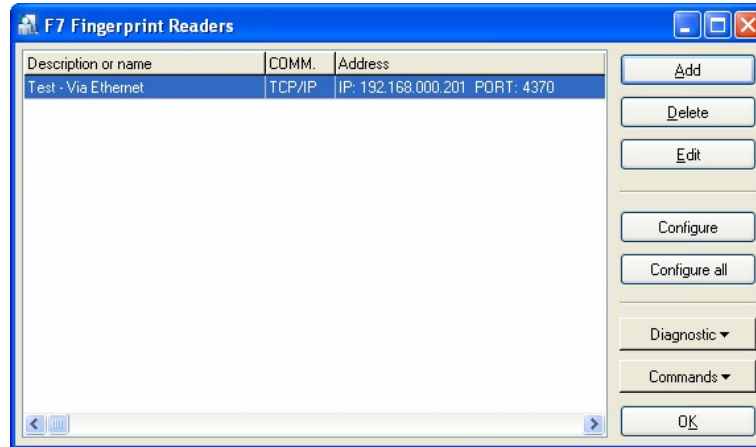 F7 Fingerprint Readers
Description or name COMM. Address
Test - Via Ethernet TCP/IP IP: 192.168.000.201 PORT: 4370
Add
Delete
Edit
Configure
Configure all
Diagnostic
Commands
OK